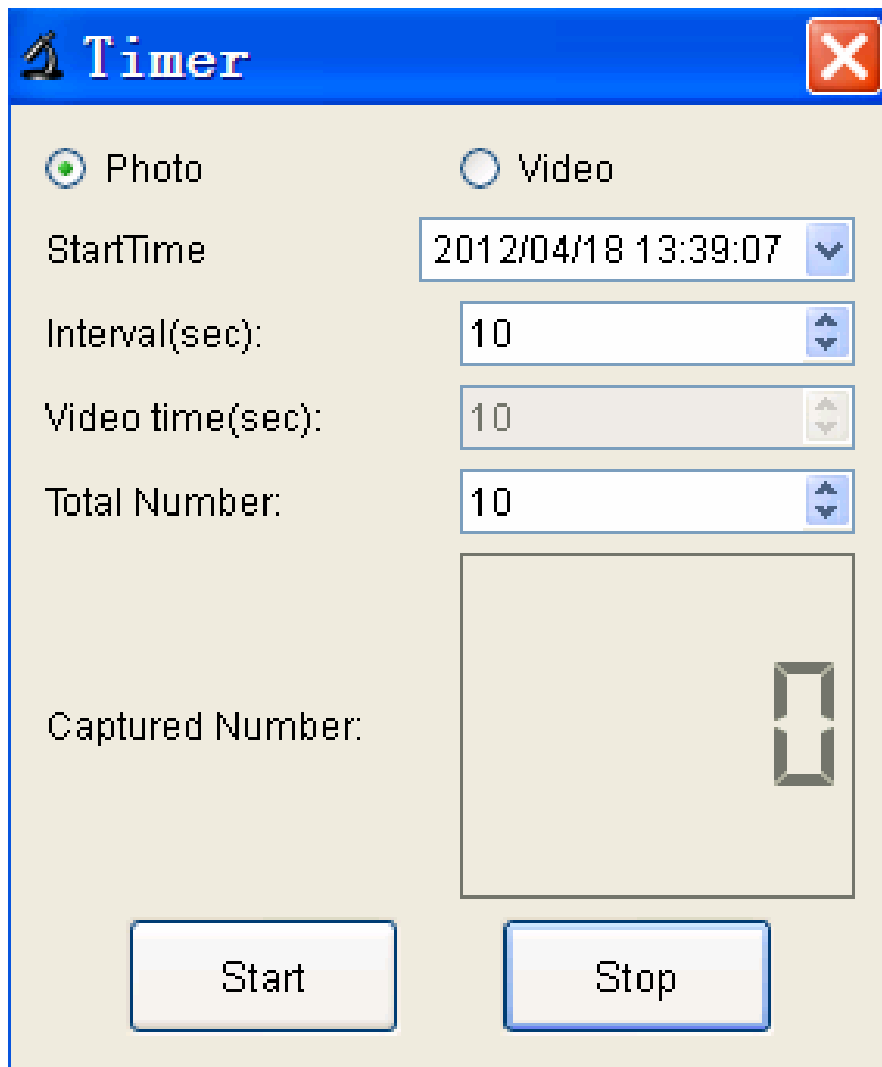 Timer
Photo Video
StartTime 2012/04/18 13:39:07
Interval(sec): 10
Video time(sec): 10
Total Number: 10
Captured Number: 0
Start Stop